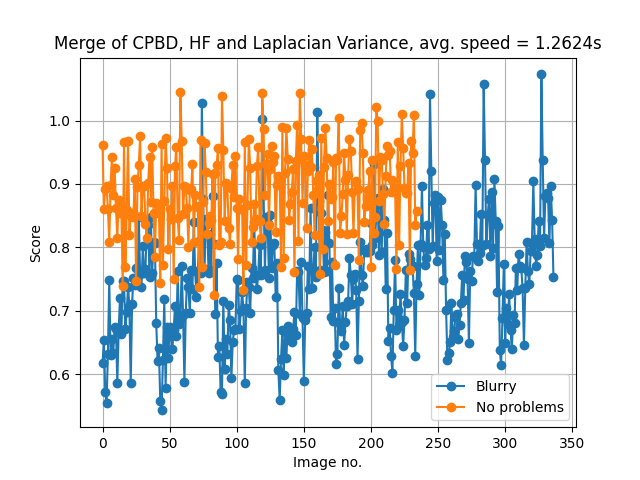 Merge of CPBD, HF and Laplacian Variance, avg. speed = 1.2624s
1.0
0.9
0.8
0.7
0.6
Score
0 50 100 150 200 250 300 350
Image no.
Blurry
No problems